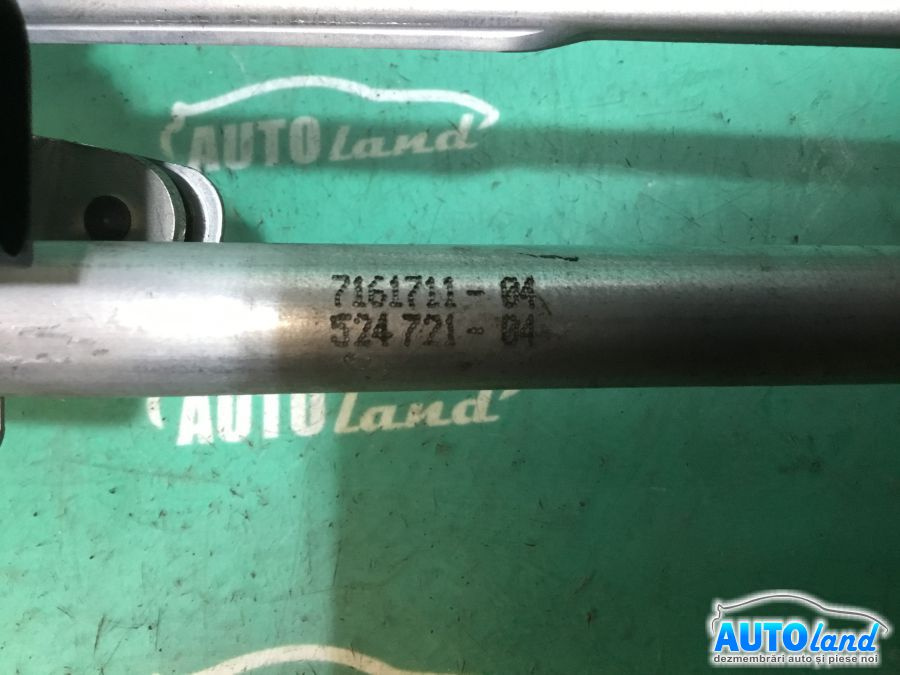 AUTOland
7161711-04
524721-04
AUTOland
AUTOland
dezmembrări auto și piese noi